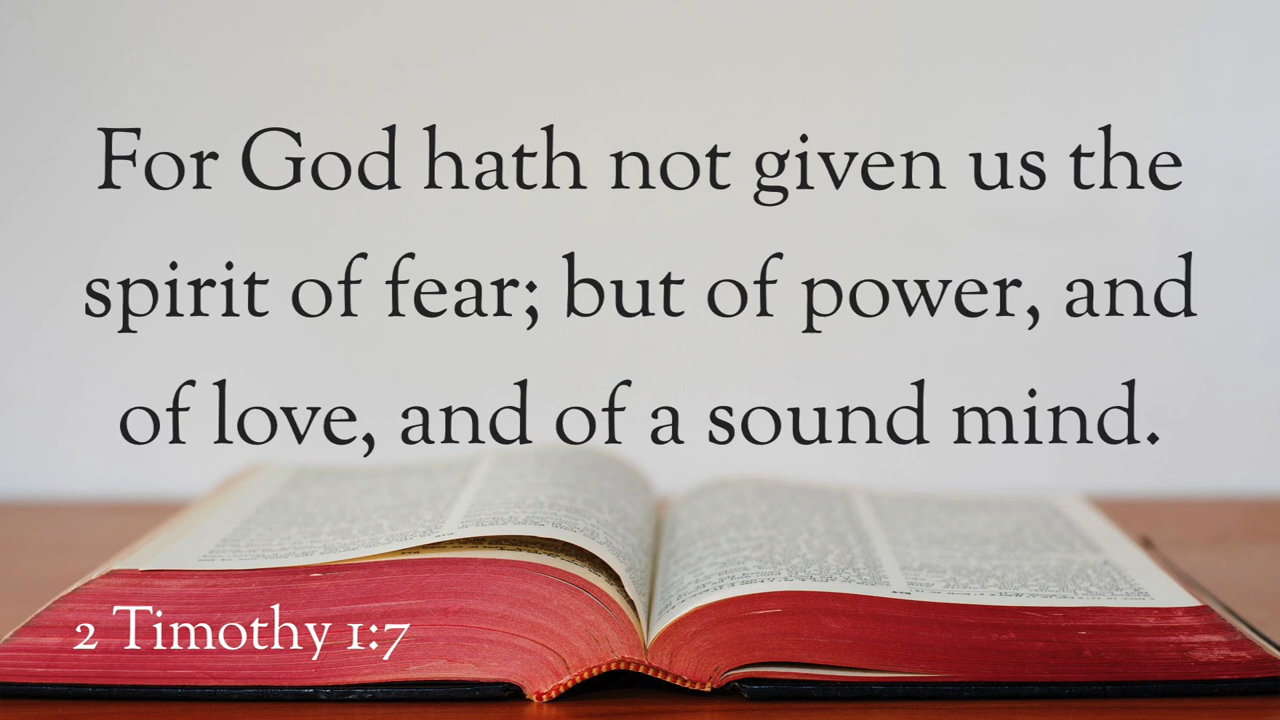 For God hath not given us the
spirit of fear; but of power, and
of love, and of a sound mind.
2 Timothy 1:7